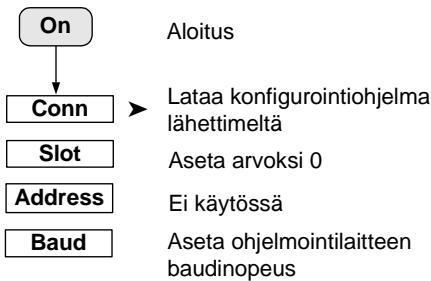 On Aloitus
Conn ➤ Lataa konfigurointiohjelma
lähettimeltä
Slot Aseta arvoksi 0
Address Ei käytössä
Baud Aseta ohjelmointilaitteen
baudinopeus